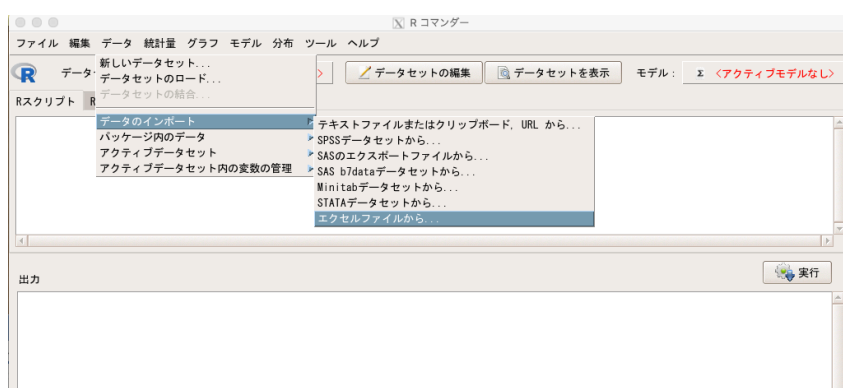 R コマンダー
ファイル 編集 データ 統計量 グラフ モデル 分布 ツール ヘルプ
R データ データセットの編集 データセットを表示 モデル: Σ <アクティブモデルなし>
新しいデータセット...
データセットのロード...
データセットの結合...
Rスクリプト R
データのインポート
パッケージ内のデータ
アクティブデータセット
アクティブデータセット内の変数の管理
テキストファイルまたはクリップボード, URL から...
SPSSデータセットから...
SASのエクスポートファイルから...
SAS b7dataデータセットから...
Minitabデータセットから...
STATAデータセットから...
エクセルファイルから...
出力
実行